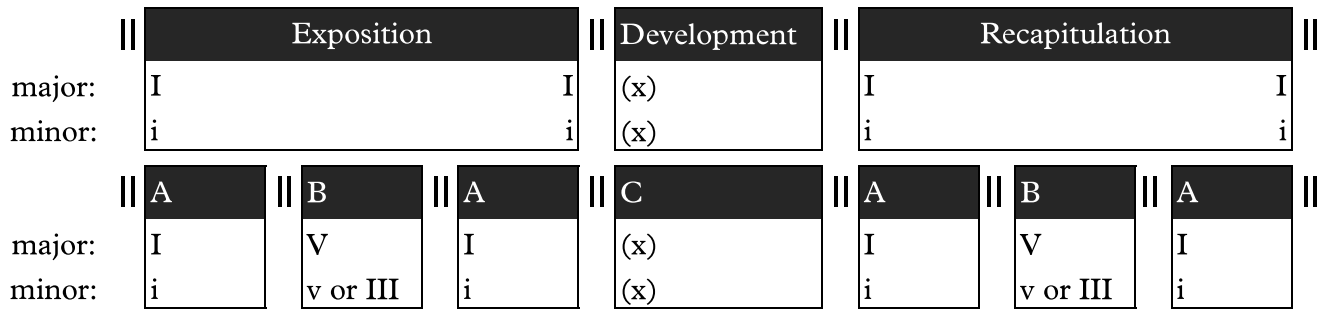 Exposition Development Recapitulation
major: I I (x) I I
minor: i i (x) i i
A B A C A B A
major: I V I (x) I V I
minor: i v or III i (x) i v or III i